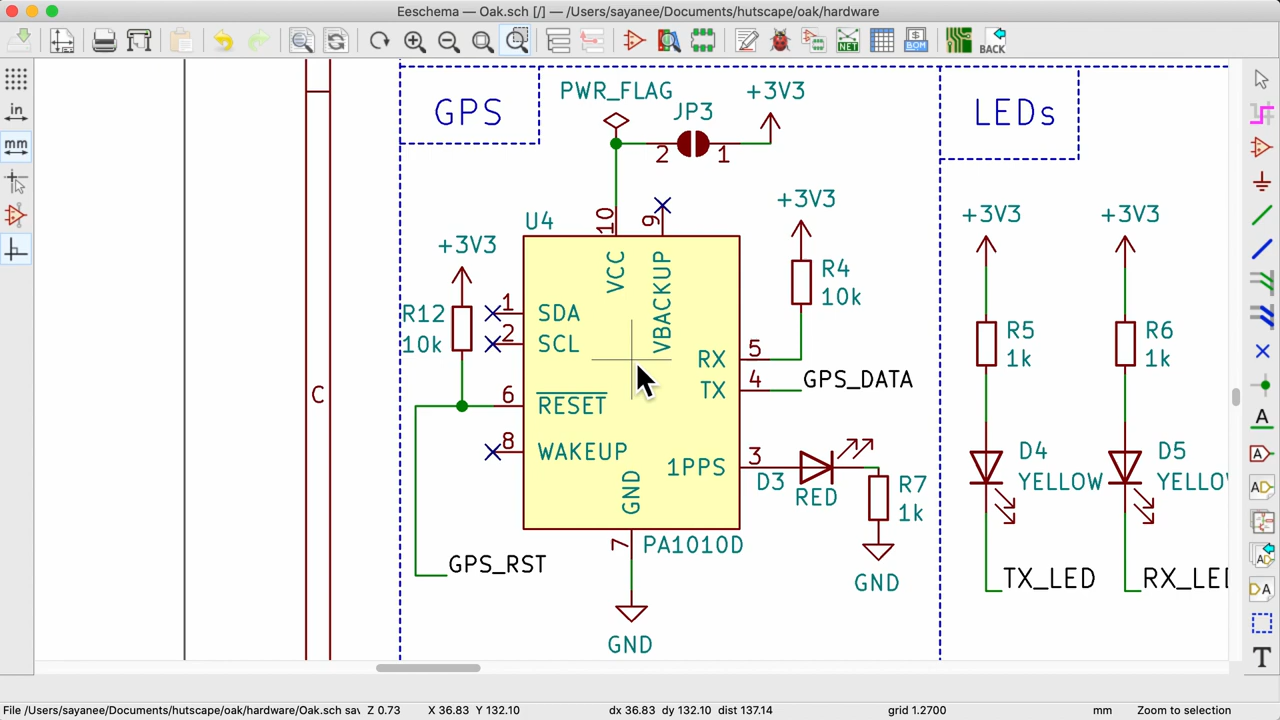 Eeschema — Oak.sch [/] — /Users/sayanee/Documents/hutscape/oak/hardware
NET
BOM
BACK
in
mm
GPS
PWR_FLAG
+3V3
JP3
2
1
LEDs
U4
10
9
+3V3
+3V3
+3V3
+3V3
VCC
VBACKUP
R4
10k
R12
10k
1
SDA
2
SCL
RX
5
R5
1k
R6
1k
TX
4
GPS_DATA
C
6
RESET
8
WAKEUP
GND
1PPS
3
D3
RED
R7
1k
D4
YELLOW
D5
YELLO
7
PA1010D
GPS_RST
GND
GND
TX_LED
RX_LED
A
A
A
D A
T
File /Users/sayanee/Documents/hutscape/oak/hardware/Oak.sch sav
Z 0.73
X 36.83 Y 132.10
dx 36.83 dy 132.10 dist 137.14
grid 1.2700
mm
Zoom to selection